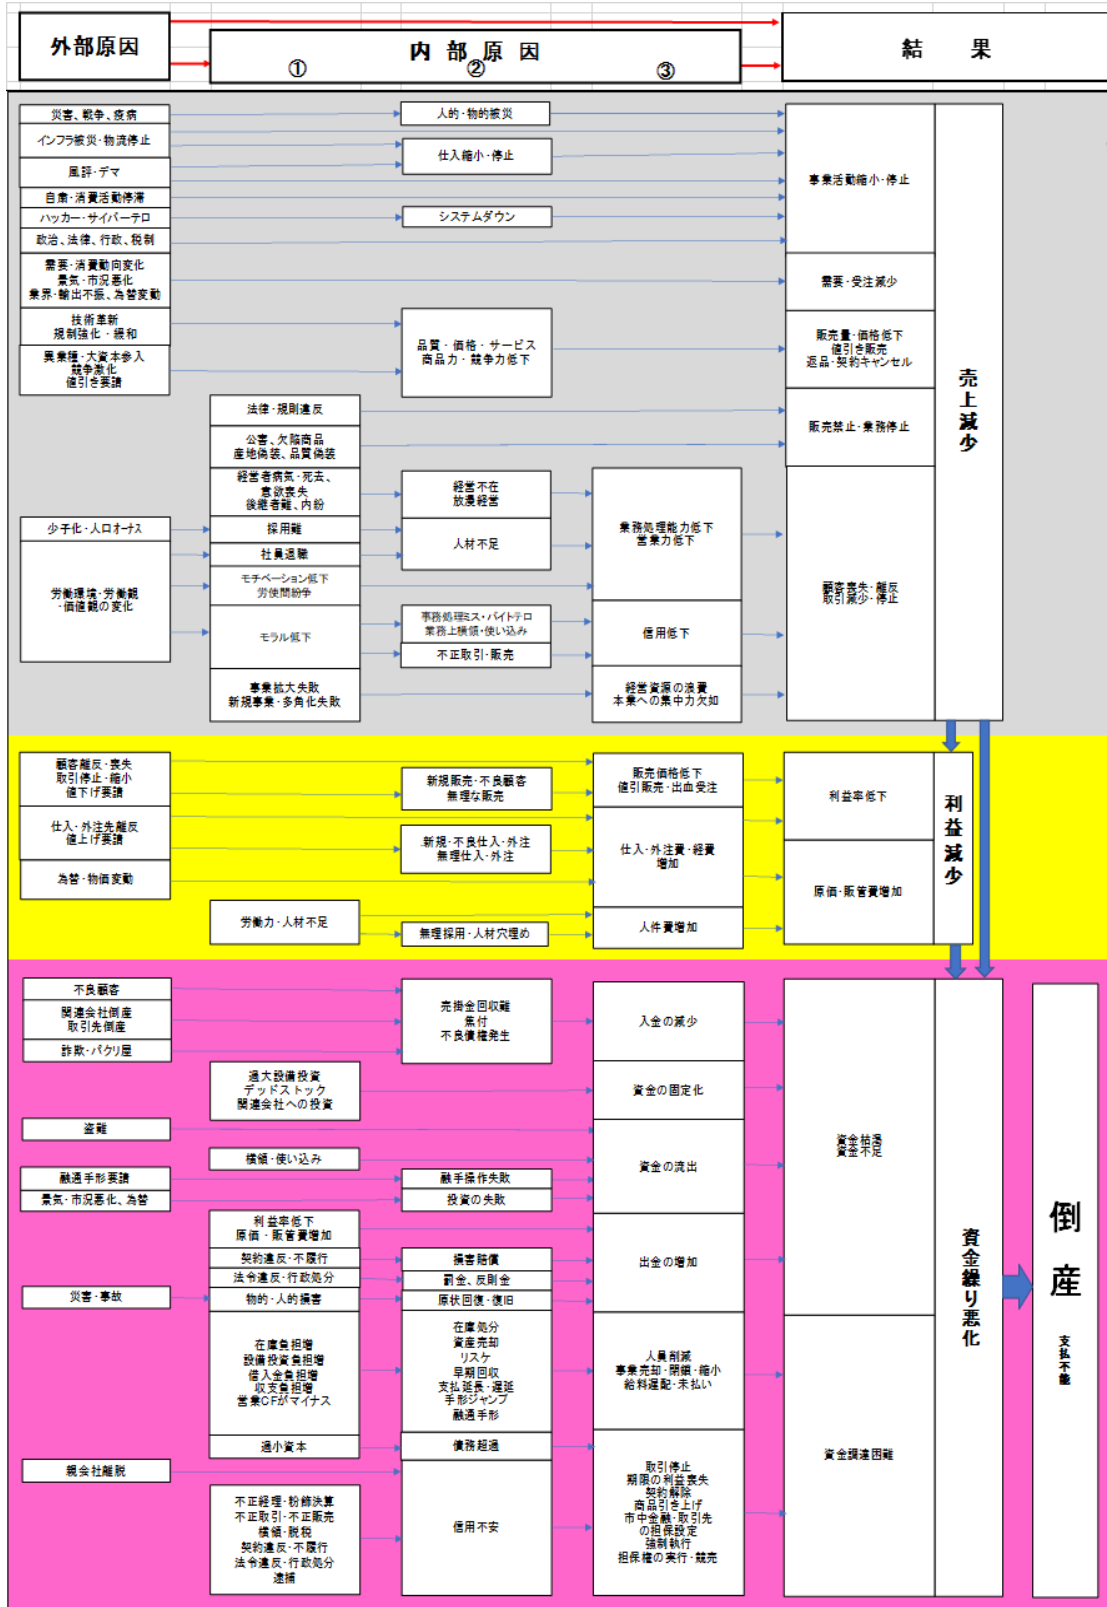 外部原因
内部原因
①
②
③
結 果
災害、戦争、疫病
人的・物的被災
インフラ被災・物流停止
仕入縮小・停止
風評・デマ
事業活動縮小・停止
自粛・消費活動停滞
ハッカー・サイバーテロ
システムダウン
政治、法律、行政、税制
需要・消費動向変化
景気・市況悪化
業界・輸出不振、為替変動
需要・受注減少
技術革新
規制強化・緩和
品質・価格・サービス
商品力・競争力低下
販売量・価格低下
値引き販売
返品・契約キャンセル
異業種・大資本参入
競争激化
値引き要請
法律・規則違反
販売禁止・業務停止
公害、欠陥商品
産地偽装、品質偽装
売上減少
経営者病気・死去、
意欲喪失
後継者難、内紛
経営不在
放漫経営
業務処理能力低下
営業力低下
少子化・人口オーナス
採用難
人材不足
社員退職
労働環境・労働観
・価値観の変化
モチベーション低下
労使間紛争
顧客喪失・離反
取引減少・停止
モラル低下
事務処理ミス・バイトテロ
業務上横領・使い込み
信用低下
不正取引・販売
事業拡大失敗
新規事業・多角化失敗
経営資源の浪費
本業への集中力欠如
顧客離反・喪失
取引停止・縮小
値下げ要請
新規販売・不良顧客
無理な販売
販売価格低下
値引販売・出血受注
利益率低下
利益減少
仕入・外注先離反
値上げ要請
新規・不良仕入・外注
無理仕入・外注
仕入・外注費・経費
増加
為替・物価変動
原価・販管費増加
労働力・人材不足
無理採用・人材穴埋め
人件費増加
不良顧客
関連会社倒産
取引先倒産
詐欺・パクリ屋
売掛金回収難
焦付
不良債権発生
入金の減少
過大設備投資
デッドストック
関連会社への投資
資金の固定化
盗難
資金枯渇
資金不足
横領・使い込み
資金の流出
融通手形要請
融手操作失敗
景気・市況悪化、為替
投資の失敗
利益率低下
原価・販管費増加
出金の増加
契約違反・不履行
損害賠償
法令違反・行政処分
罰金、反則金
災害・事故
物的・人的損害
原状回復・復旧
資金繰り悪化
倒産
支払不能
在庫負担増
設備投資負担増
借入金負担増
収支負担増
営業CFがマイナス
在庫処分
資産売却
リスケ
早期回収
支払延長・遅延
手形ジャンプ
融通手形
人員削減
事業売却・閉鎖・縮小
給料遅配・未払い
過小資本
債務超過
資金調達困難
親会社離脱
不正経理・粉飾決算
不正取引・不正販売
横領・脱税
契約違反・不履行
法令違反・行政処分
逮捕
信用不安
取引停止
期限の利益喪失
契約解除
商品引き上げ
市中金融・取引先
の担保設定
強制執行
担保権の実行・競売